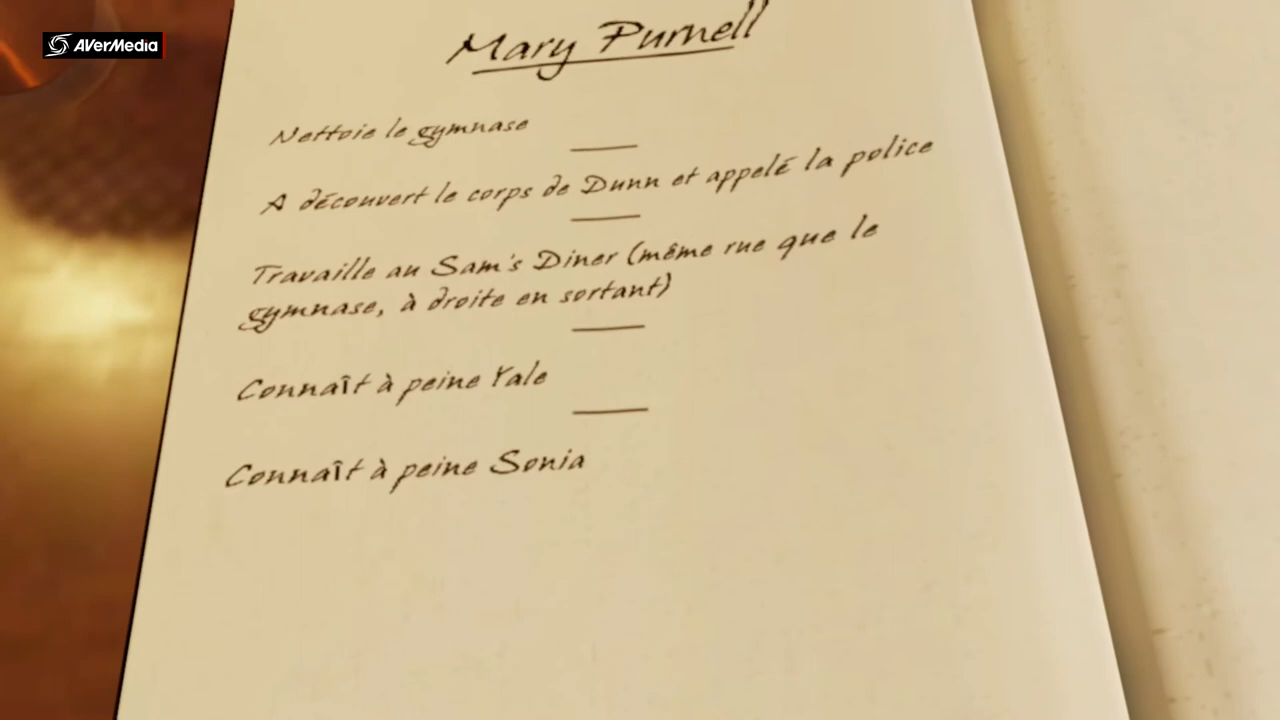 AVerMedia
Mary Purnell
Nettoie le gymnase
A découvert le corps de Dunn et appelé la police
Travaille au Sam's Diner (même rue que le
gymnase, à droite en sortant)
Connaît à peine Yale
Connaît à peine Sonia